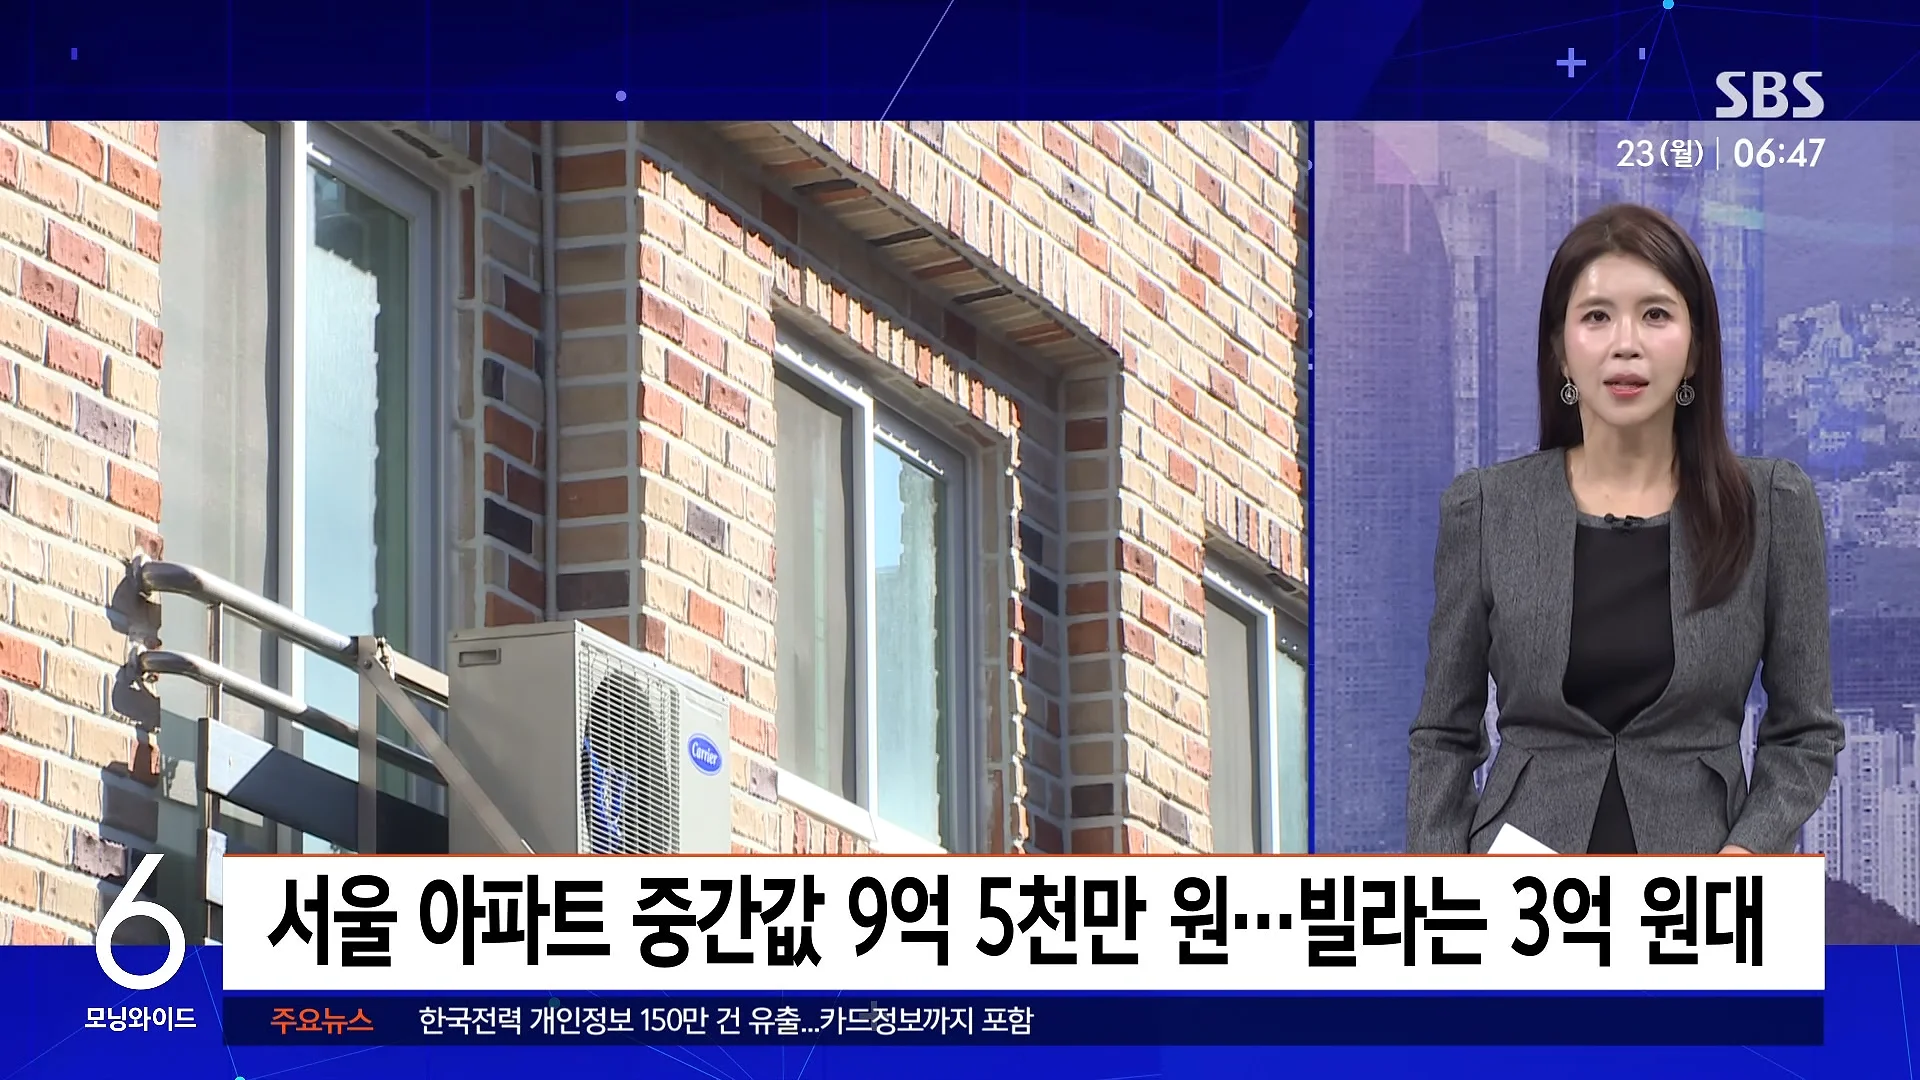 SBS
23(월) | 06:47
Carrier
6
모닝와이드
서울 아파트 중간값 9억 5천만 원…빌라는 3억 원대
주요뉴스 한국전력 개인정보 150만 건 유출...카드정보까지 포함